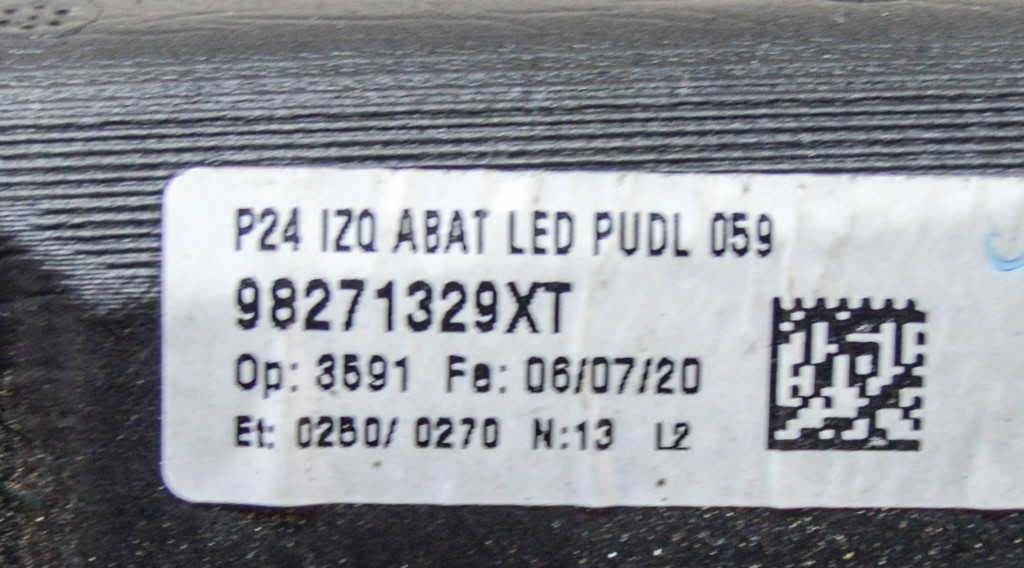 P24 IZQ ABAT LED PUDL 059
98271329XT
Op: 3591 Fe: 06/07/20
Et: 0250/ 0270 N:13 L2